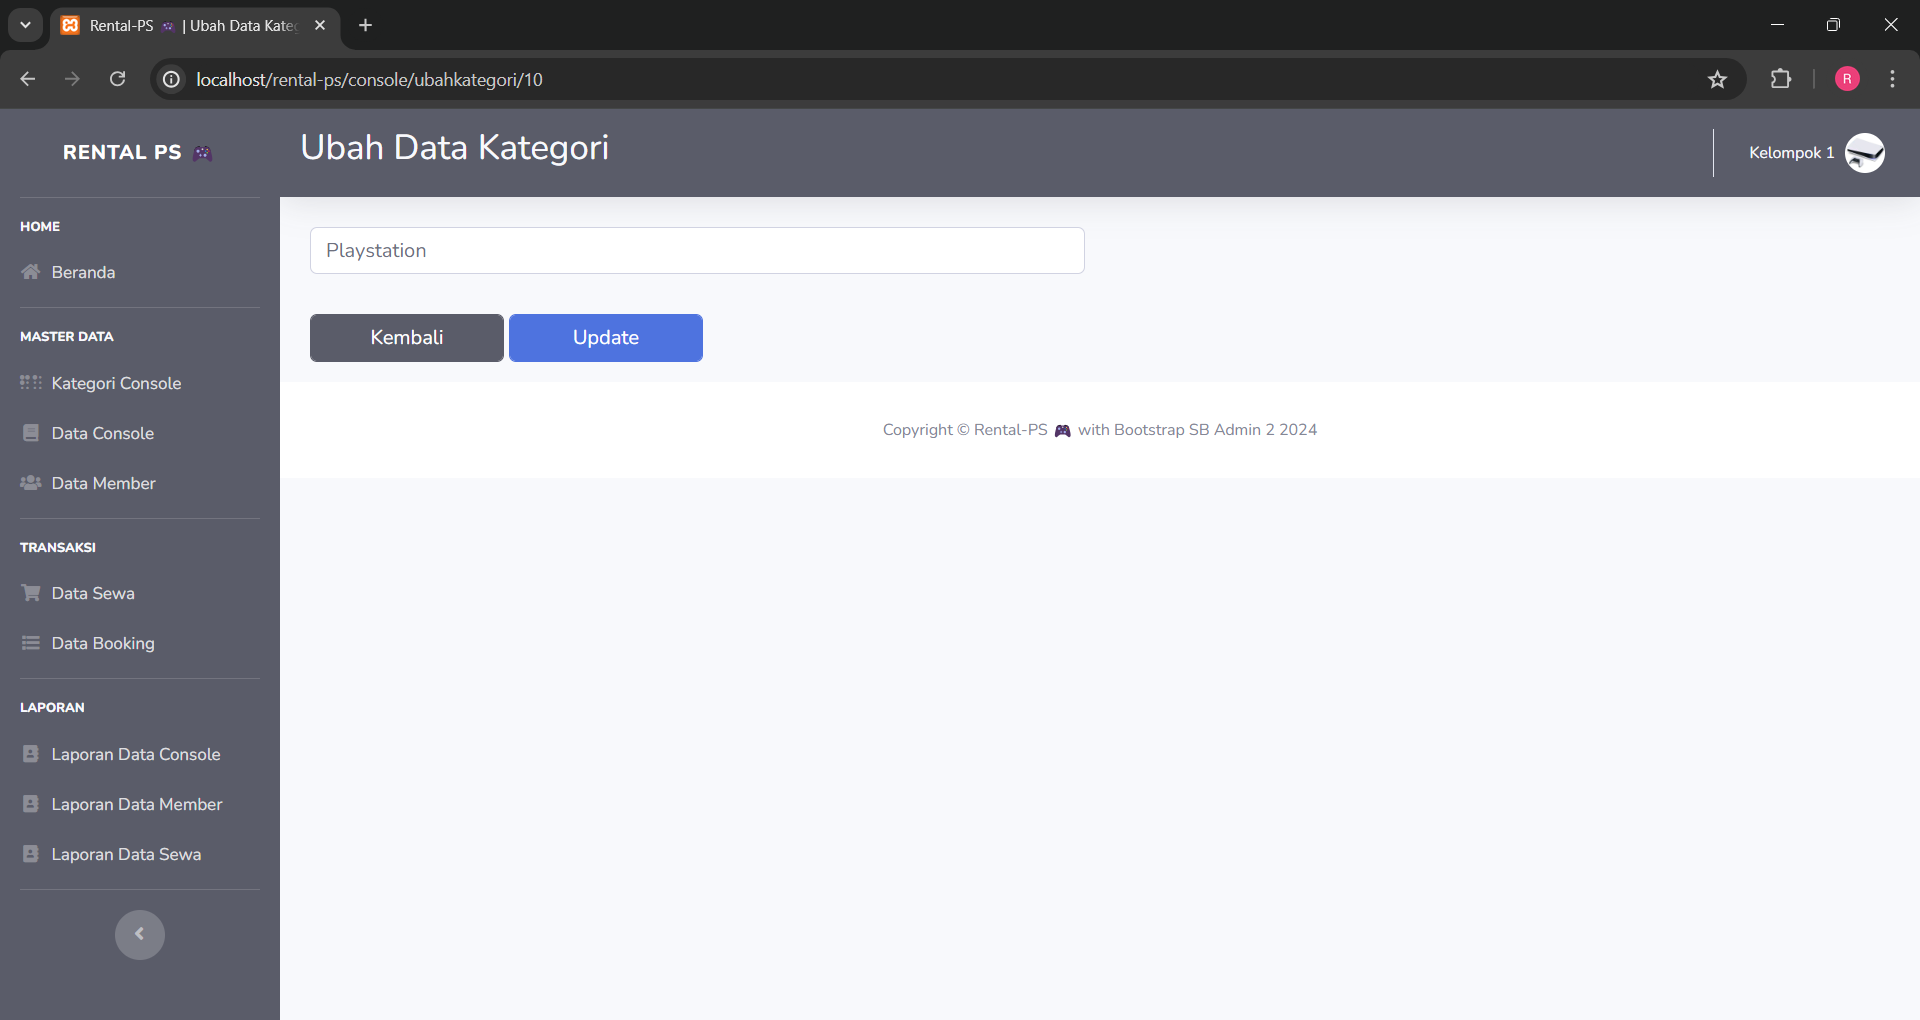 Rental-PS 🎮 | Ubah Data Kateg
localhost/rental-ps/console/ubahkategori/10
R
RENTAL PS 🎮
Ubah Data Kategori
Kelompok 1
HOME
Beranda
MASTER DATA
Kategori Console
Data Console
Data Member
TRANSAKSI
Data Sewa
Data Booking
LAPORAN
Laporan Data Console
Laporan Data Member
Laporan Data Sewa
Playstation
Kembali
Update
Copyright © Rental-PS 🎮 with Bootstrap SB Admin 2 2024